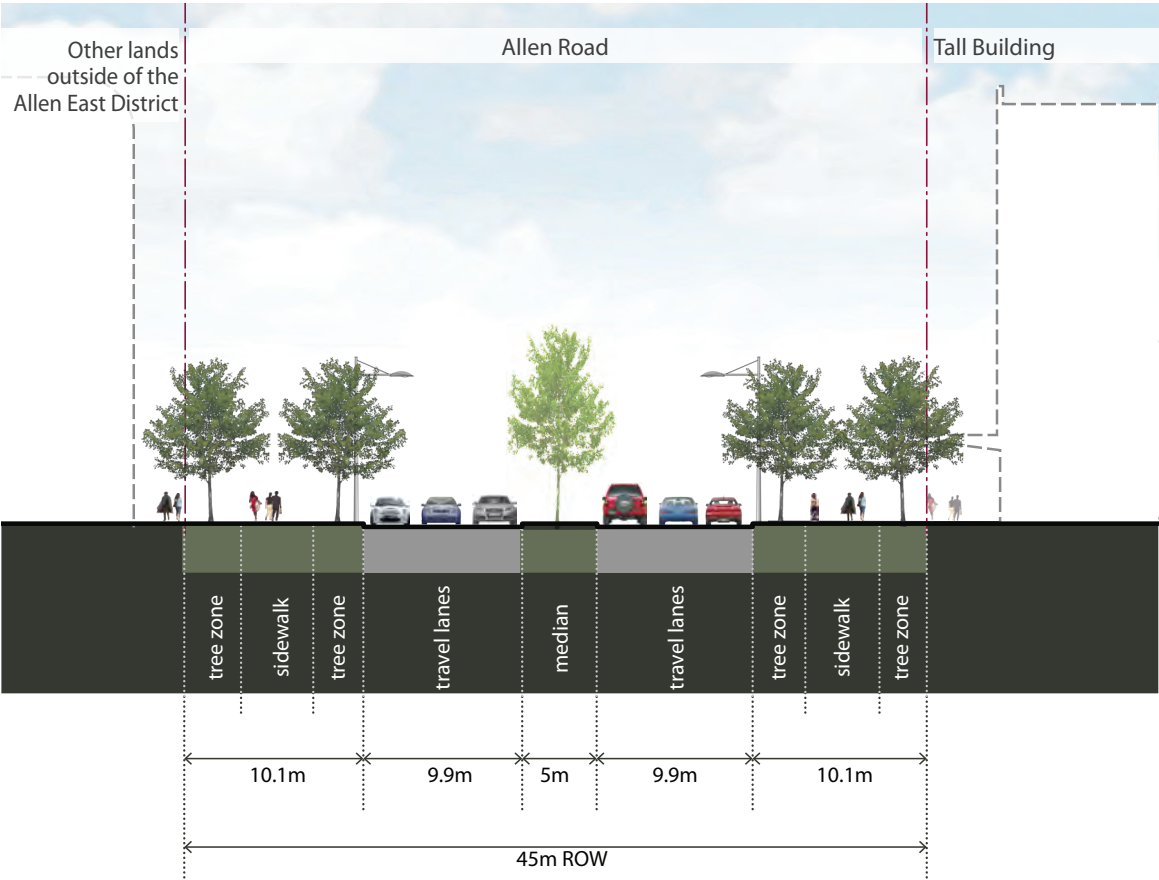 Other lands
outside of the
Allen East District
Allen Road
Tall Building
tree zone
sidewalk
tree zone
travel lanes
median
travel lanes
tree zone
sidewalk
tree zone
10.1m
9.9m
5m
9.9m
10.1m
45m ROW